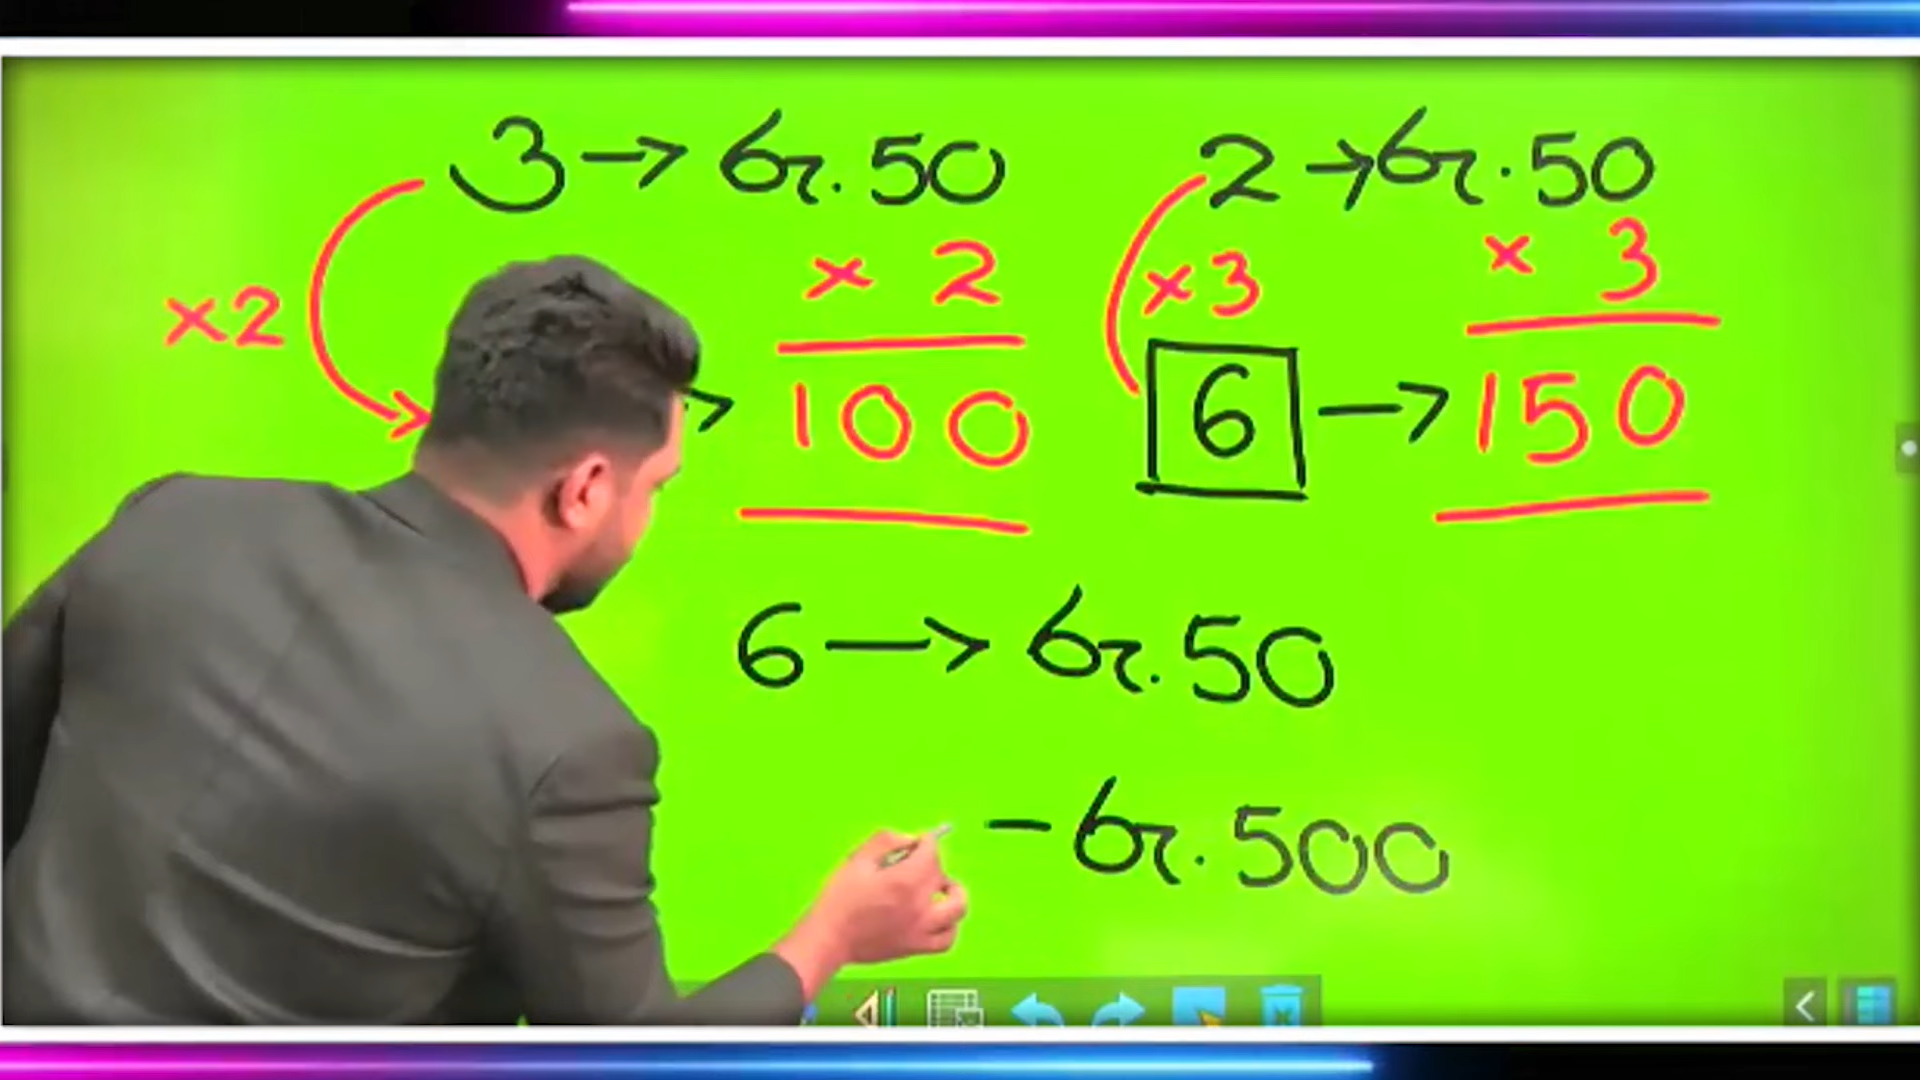 3 → රු. 50
2 → රු. 50
× 2
× 3
×2
×3
→ 100
6 → 150
6 → රු. 50
– රු. 500